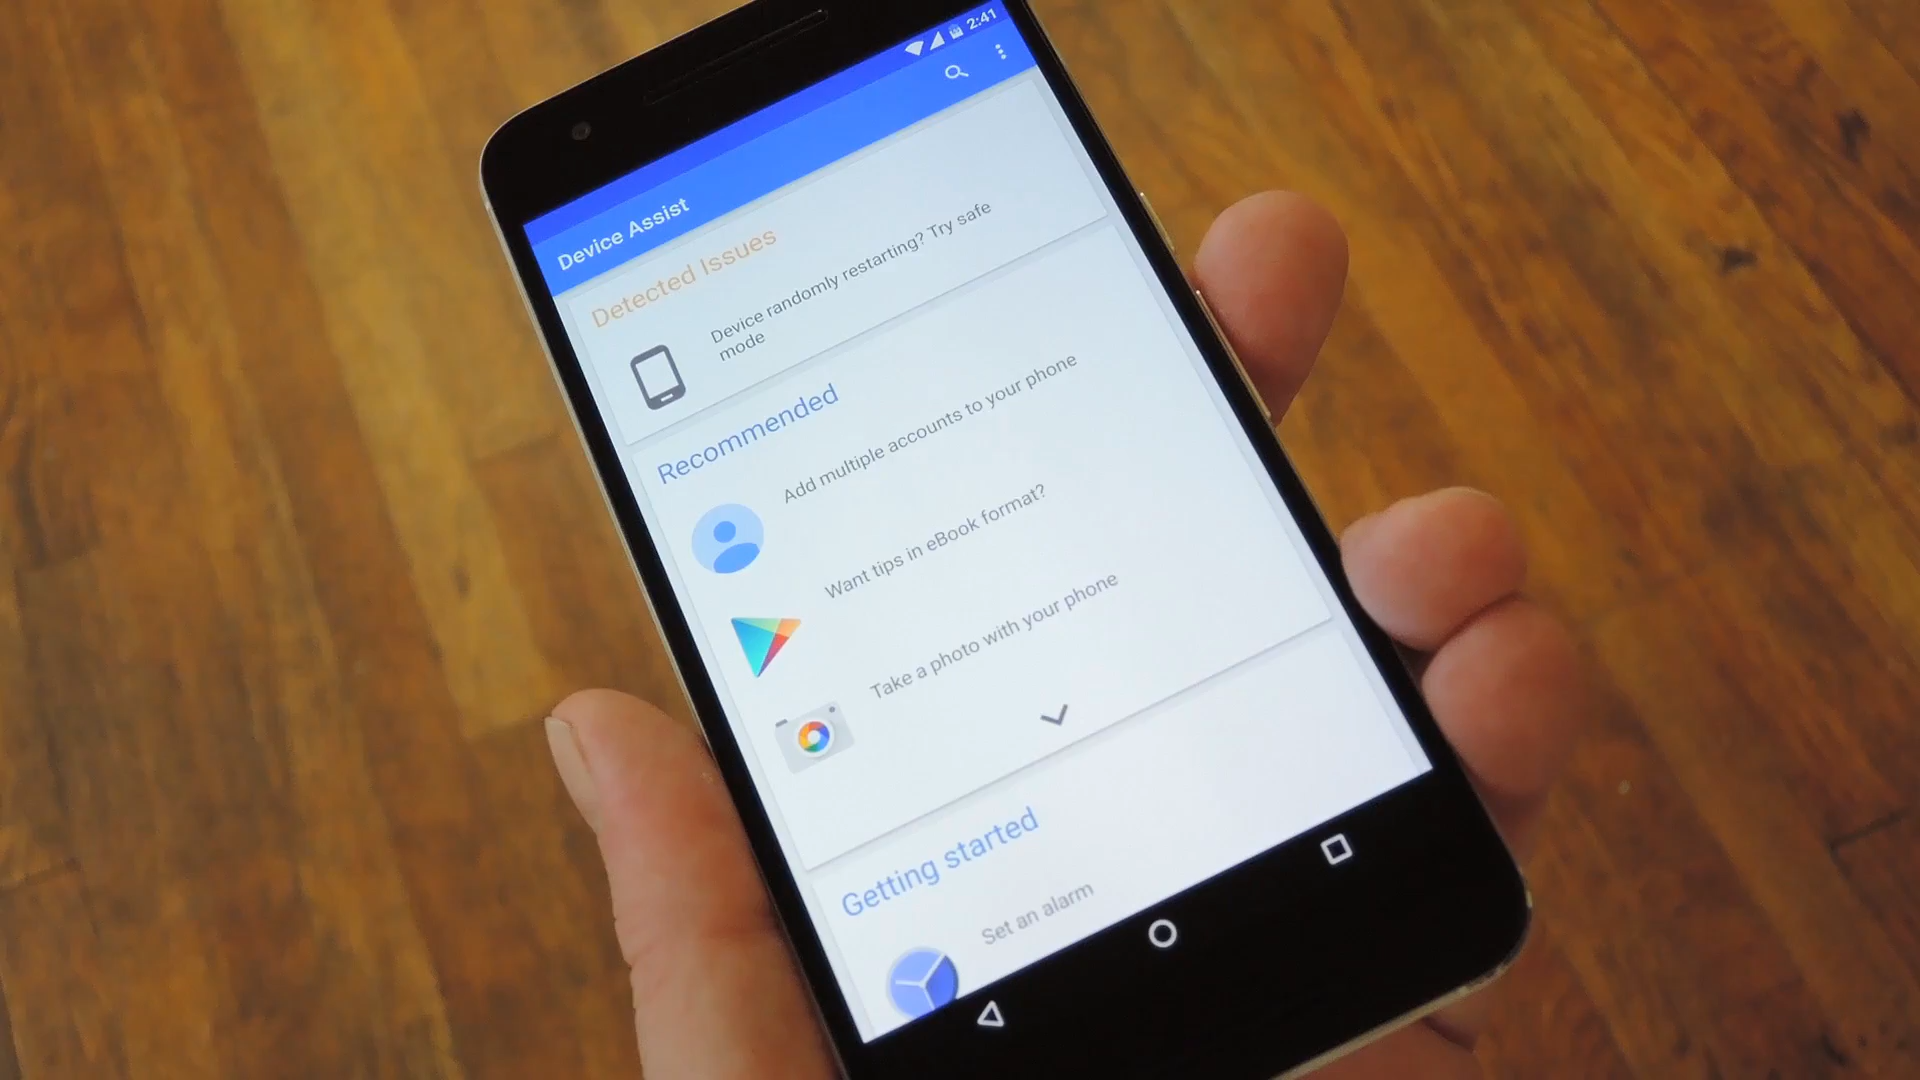 2:41
Device Assist
Detected Issues
Device randomly restarting? Try safe
mode
Recommended
Add multiple accounts to your phone
Want tips in eBook format?
Take a photo with your phone
Getting started
Set an alarm